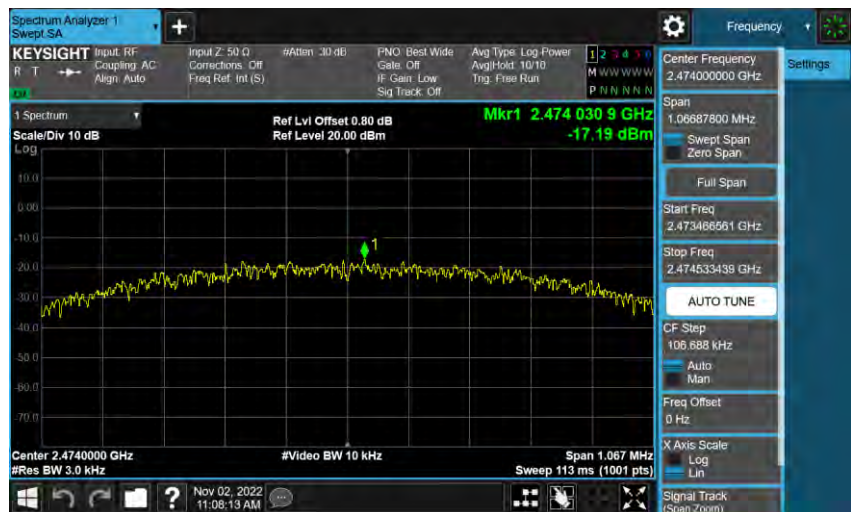 Spectrum Analyzer 1
Swept SA
+
Frequency
KEYSIGHT
R T
Input: RF
Coupling: AC
Align: Auto
Input Z: 50 Ω
Corrections: Off
Freq Ref: Int (S)
#Atten: 30 dB
PNO: Best Wide
Gate: Off
IF Gain: Low
Sig Track: Off
Avg Type: Log-Power
Avg|Hold: 10/10
Trig: Free Run
1 2 3 4 5 6
M W W W W W
P N N N N N
1 Spectrum
Scale/Div 10 dB
Log
Ref Lvl Offset 0.80 dB
Ref Level 20.00 dBm
Mkr1 2.474 030 9 GHz
-17.19 dBm
10.0
0.00
-10.0
-20.0
-30.0
-40.0
-50.0
-60.0
-70.0
1
Center 2.4740000 GHz
#Res BW 3.0 kHz
#Video BW 10 kHz
Span 1.067 MHz
Sweep 113 ms (1001 pts)
Center Frequency
2.474000000 GHz
Settings
Span
1.06687800 MHz
Swept Span
Zero Span
Full Span
Start Freq
2.473466561 GHz
Stop Freq
2.474533439 GHz
AUTO TUNE
CF Step
106.688 kHz
Auto
Man
Freq Offset
0 Hz
X Axis Scale
Log
Lin
Signal Track
(Span Zoom)
?
Nov 02, 2022
11:08:13 AM